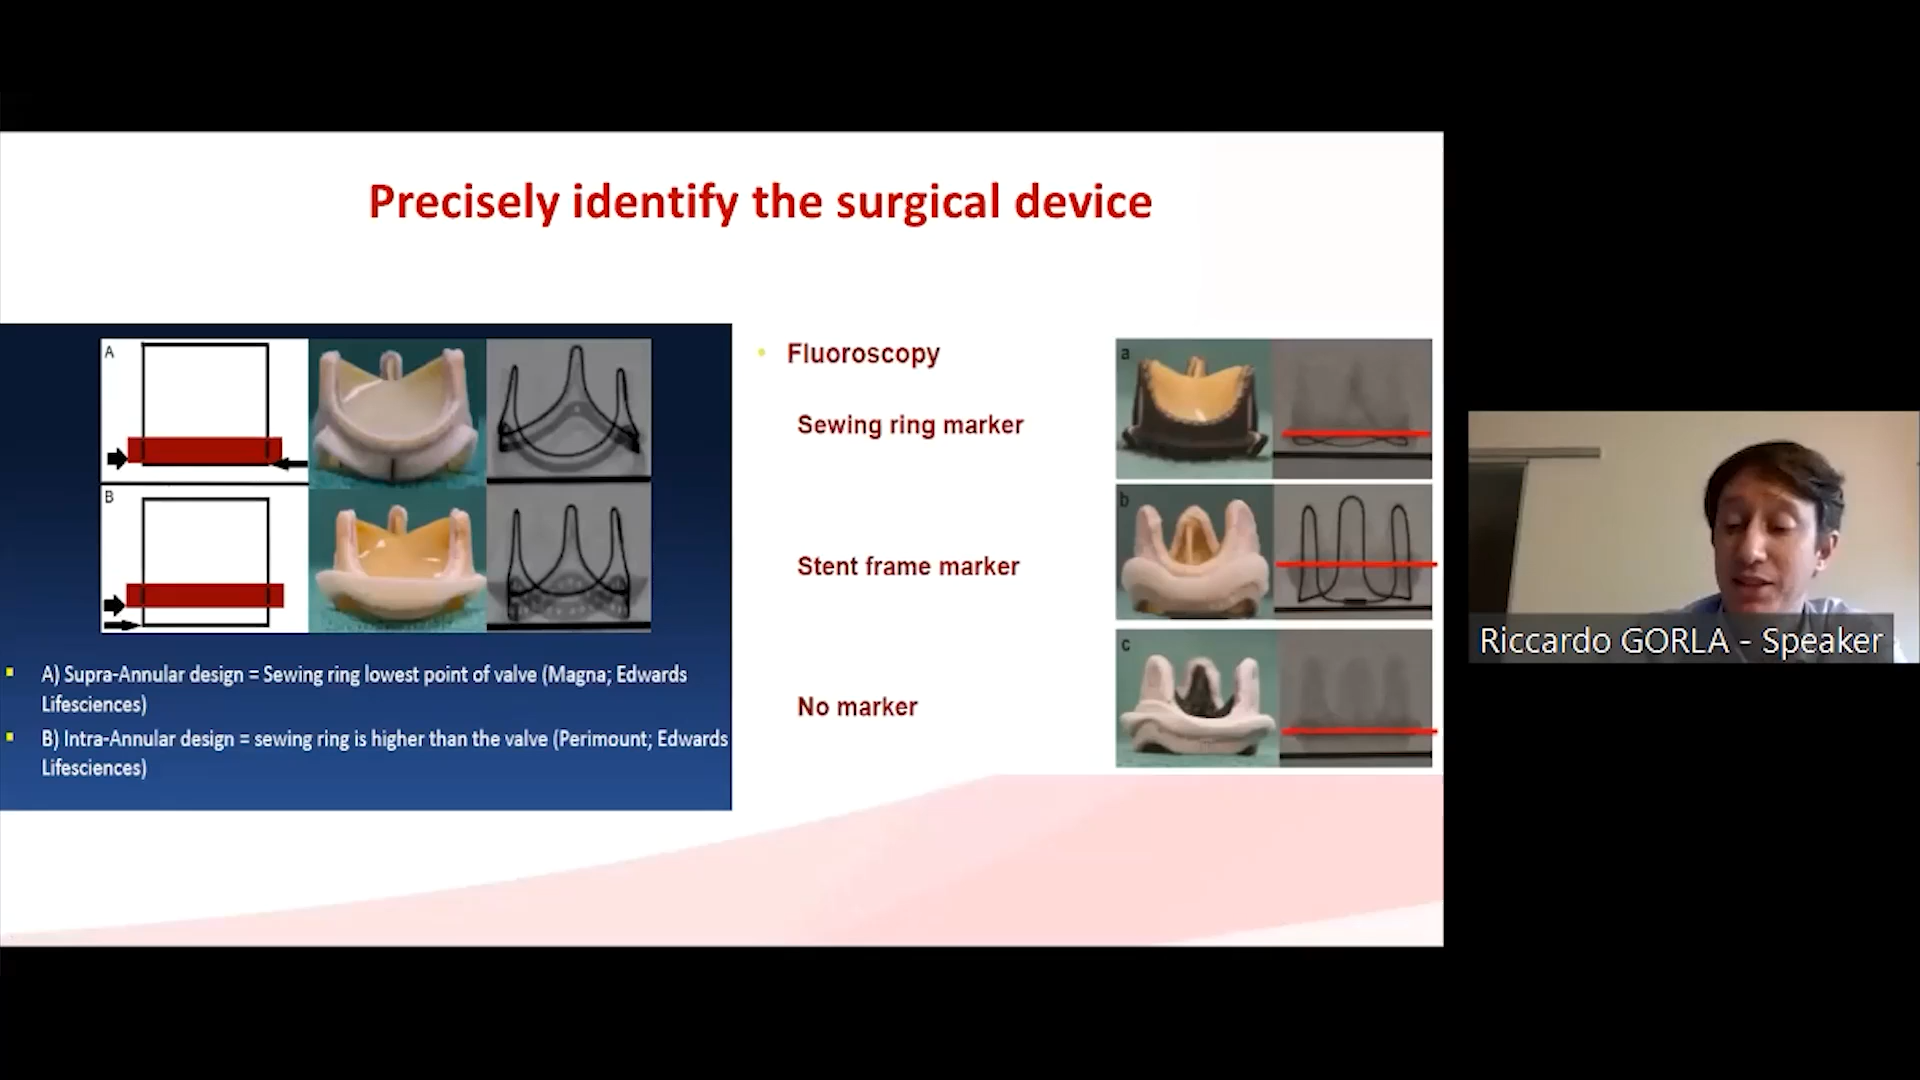 Precisely identify the surgical device
A
B
A) Supra-Annular design = Sewing ring lowest point of valve (Magna; Edwards
Lifesciences)
B) Intra-Annular design = sewing ring is higher than the valve (Perimount; Edwards
Lifesciences)
Fluoroscopy
Sewing ring marker
Stent frame marker
No marker
a
b
c
Riccardo GORLA - Speaker